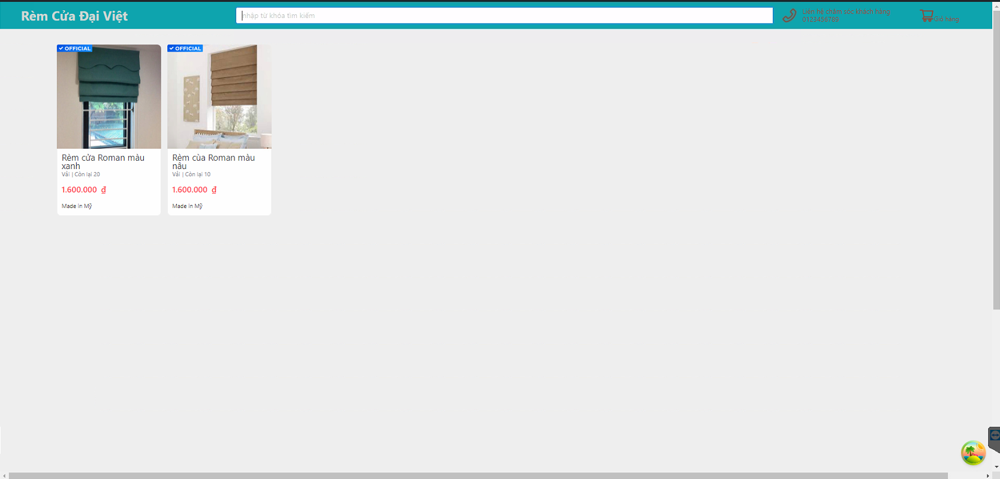 Rèm Cửa Đại Việt
nhập từ khóa tìm kiếm
Liên hệ chăm sóc khách hàng
0123456789
Giỏ hàng
OFFICIAL
OFFICIAL
Rèm cửa Roman màu
xanh
Vải | Còn lại 20
1.600.000 ₫
Made in Mỹ
Rèm cùa Roman màu
nâu
Vải | Còn lại 10
1.600.000 ₫
Made in Mỹ